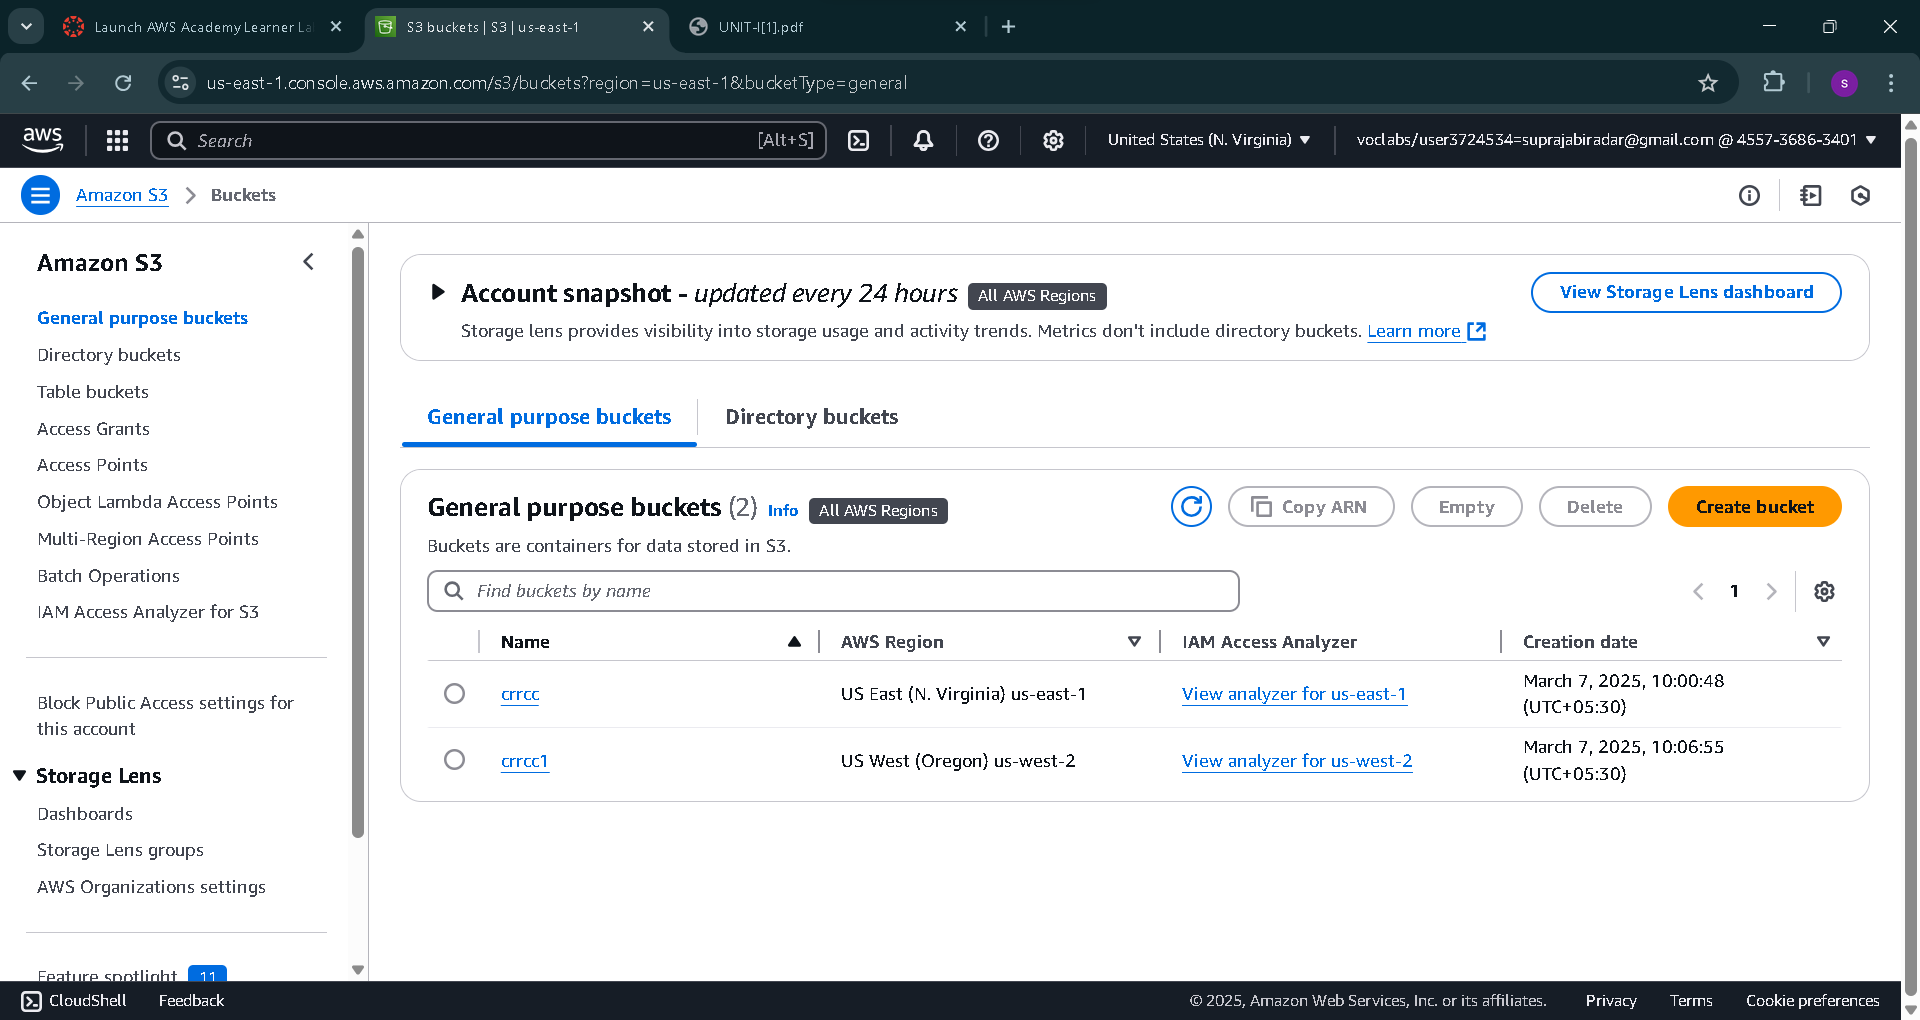 Launch AWS Academy Learner La
S3 buckets | S3 | us-east-1
UNIT-I[1].pdf
us-east-1.console.aws.amazon.com/s3/buckets?region=us-east-1&bucketType=general
s
aws
Search
[Alt+S]
United States (N. Virginia)
voclabs/user3724534=suprajabiradar@gmail.com @ 4557-3686-3401
Amazon S3
Buckets
Amazon S3
General purpose buckets
Directory buckets
Table buckets
Access Grants
Access Points
Object Lambda Access Points
Multi-Region Access Points
Batch Operations
IAM Access Analyzer for S3
Block Public Access settings for
this account
Storage Lens
Dashboards
Storage Lens groups
AWS Organizations settings
Feature spotlight 11
Account snapshot - updated every 24 hours All AWS Regions
View Storage Lens dashboard
Storage lens provides visibility into storage usage and activity trends. Metrics don't include directory buckets. Learn more
General purpose buckets
Directory buckets
General purpose buckets (2) Info All AWS Regions
Copy ARN
Empty
Delete
Create bucket
Buckets are containers for data stored in S3.
Find buckets by name
1
Name
AWS Region
IAM Access Analyzer
Creation date
crrcc
US East (N. Virginia) us-east-1
View analyzer for us-east-1
March 7, 2025, 10:00:48
(UTC+05:30)
crrcc1
US West (Oregon) us-west-2
View analyzer for us-west-2
March 7, 2025, 10:06:55
(UTC+05:30)
CloudShell
Feedback
© 2025, Amazon Web Services, Inc. or its affiliates.
Privacy
Terms
Cookie preferences